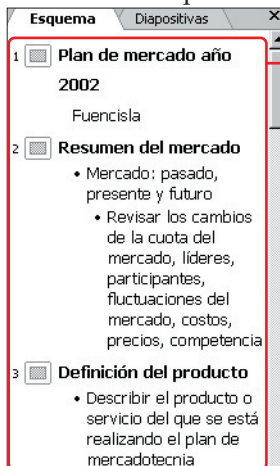 Esquema Diapositivas ×
1 Plan de mercado año
2002
Fuencisla
2 Resumen del mercado
• Mercado: pasado,
presente y futuro
• Revisar los cambios
de la cuota del
mercado, líderes,
participantes,
fluctuaciones del
mercado, costos,
precios, competencia
3 Definición del producto
• Describir el producto o
servicio del que se está
realizando el plan de
mercadotecnia